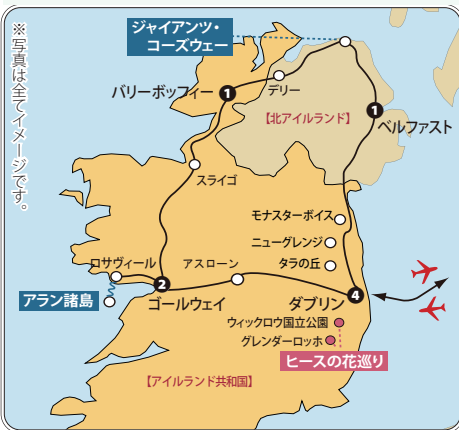 ※写真は全てイメージです。
ジャイアンツ・
コーズウェー
バリーボッフィー
1
デリー
【北アイルランド】
1
ベルファスト
スライゴ
モナスターボイス
ニューグレンジ
タラの丘
ロサヴィール
アスローン
アラン諸島
2
ゴールウェイ
ダブリン
4
ウィックロウ国立公園
グレンダーロッホ
ヒースの花巡り
【アイルランド共和国】